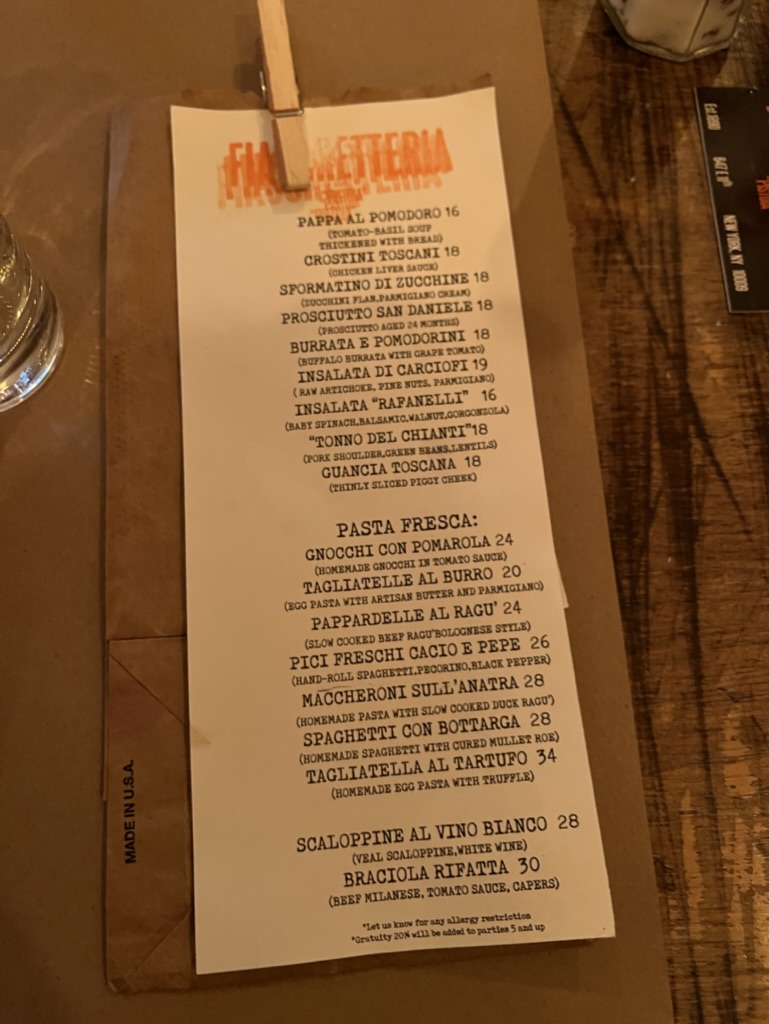 PAPPA AL POMODORO 16
(TOMATO-BASIL SOUP
THICKENED WITH BREAD)
CROSTINI TOSCANI 18
(CHICKEN LIVER SAUCE)
SFORMATINO DI ZUCCHINE 18
(ZUCCHINI FLAN,PARMIGIANO CREAM)
PROSCIUTTO SAN DANIELE 18
(PROSCIUTTO AGED 24 MONTHS)
BURRATA E POMODORINI 18
(BUFFALO BURRATA WITH GRAPE TOMATO)
INSALATA DI CARCIOFI 19
( RAW ARTICHOKE, PINE NUTS, PARMIGIANO)
INSALATA "RAFANELLI" 16
(BABY SPINACH,BALSAMIC,WALNUT,GORGONZOLA)
"TONNO DEL CHIANTI"18
(PORK SHOULDER,GREEN BEANS,LENTILS)
GUANCIA TOSCANA 18
(THINLY SLICED PIGGY CHEEK)
PASTA FRESCA:
GNOCCHI CON POMAROLA 24
(HOMEMADE GNOCCHI IN TOMATO SAUCE)
TAGLIATELLE AL BURRO 20
(EGG PASTA WITH ARTISAN BUTTER AND PARMIGIANO)
PAPPARDELLE AL RAGU' 24
(SLOW COOKED BEEF RAGU'BOLOGNESE STYLE)
PICI FRESCHI CACIO E PEPE 26
(HAND-ROLL SPAGHETTI,PECORINO,BLACK PEPPER)
MACCHERONI SULL'ANATRA 28
(HOMEMADE PASTA WITH SLOW COOKED DUCK RAGU')
SPAGHETTI CON BOTTARGA 28
(HOMEMADE SPAGHETTI WITH CURED MULLET ROE)
TAGLIATELLA AL TARTUFO 34
(HOMEMADE EGG PASTA WITH TRUFFLE)
SCALOPPINE AL VINO BIANCO 28
(VEAL SCALOPPINE,WHITE WINE)
BRACIOLA RIFATTA 30
(BEEF MILANESE, TOMATO SAUCE, CAPERS)
*Let us know for any allergy restriction
*Gratuity 20% will be added to parties 5 and up
MADE IN U.S.A.
NEW YORK, NY 10009